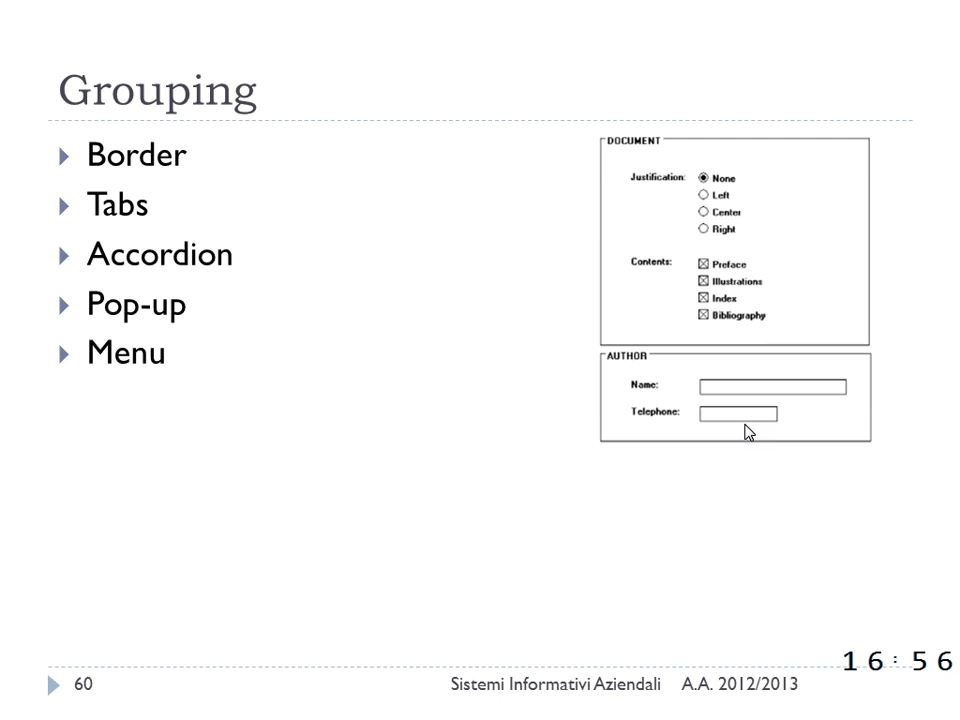 Grouping
Border
Tabs
Accordion
Pop-up
Menu
DOCUMENT
Justification: None
Left
Center
Right
Contents: Preface
Illustrations
Index
Bibliography
AUTHOR
Name:
Telephone:
16:56
60 Sistemi Informativi Aziendali A.A. 2012/2013